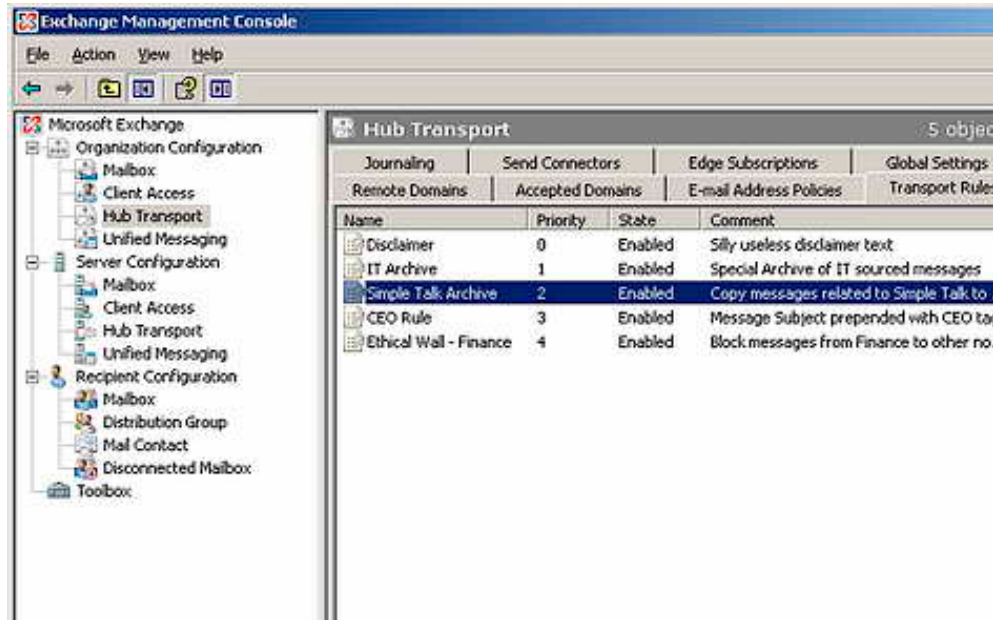 Exchange Management Console
File Action View Help
Microsoft Exchange
Organization Configuration
Mailbox
Client Access
Hub Transport
Unified Messaging
Server Configuration
Mailbox
Client Access
Hub Transport
Unified Messaging
Recipient Configuration
Mailbox
Distribution Group
Mail Contact
Disconnected Mailbox
Toolbox
Hub Transport 5 objec
Journaling Send Connectors Edge Subscriptions Global Settings
Remote Domains Accepted Domains E-mail Address Policies Transport Rules
Name Priority State Comment
Disclaimer 0 Enabled Silly useless disclaimer text
IT Archive 1 Enabled Special Archive of IT sourced messages
Simple Talk Archive 2 Enabled Copy messages related to Simple Talk to ...
CEO Rule 3 Enabled Message Subject prepended with CEO tag
Ethical Wall - Finance 4 Enabled Block messages from Finance to other no...